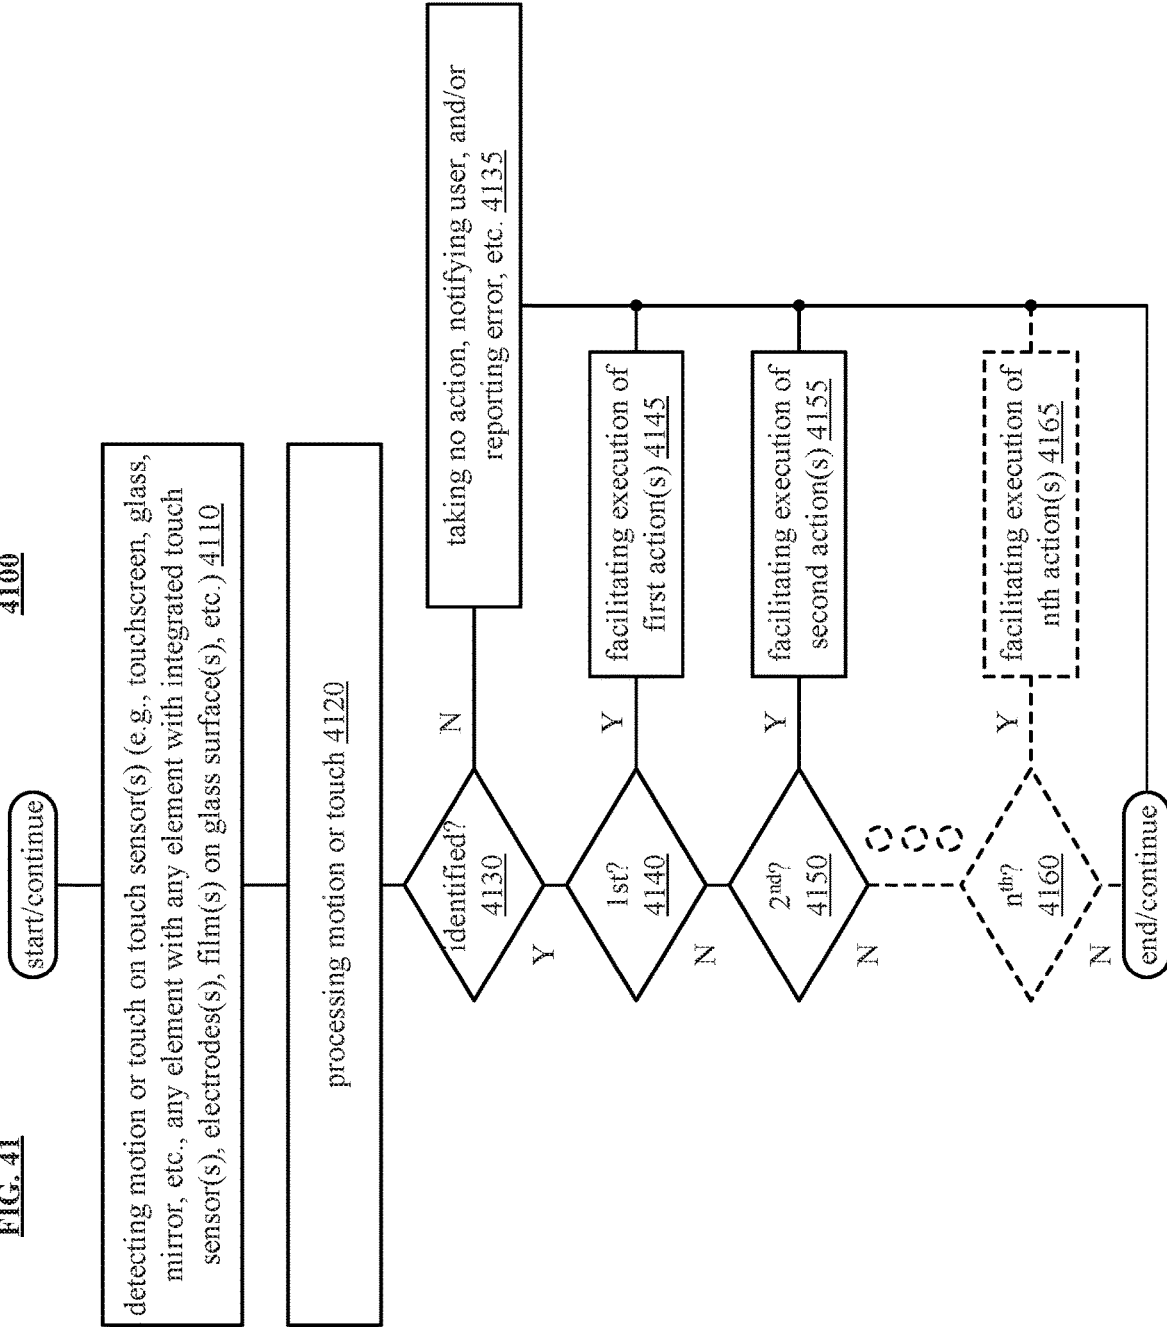 FIG. 41
4100
start/continue
detecting motion or touch on touch sensor(s) (e.g., touchscreen, glass,
mirror, etc., any element with any element with integrated touch
sensor(s), electrodes(s), film(s) on glass surface(s), etc.) 4110
processing motion or touch 4120
identified?
4130
N
Y
taking no action, notifying user, and/or
reporting error, etc. 4135
1st?
4140
Y
N
facilitating execution of
first action(s) 4145
2nd?
4150
Y
N
facilitating execution of
second action(s) 4155
nth?
4160
Y
N
facilitating execution of
nth action(s) 4165
end/continue